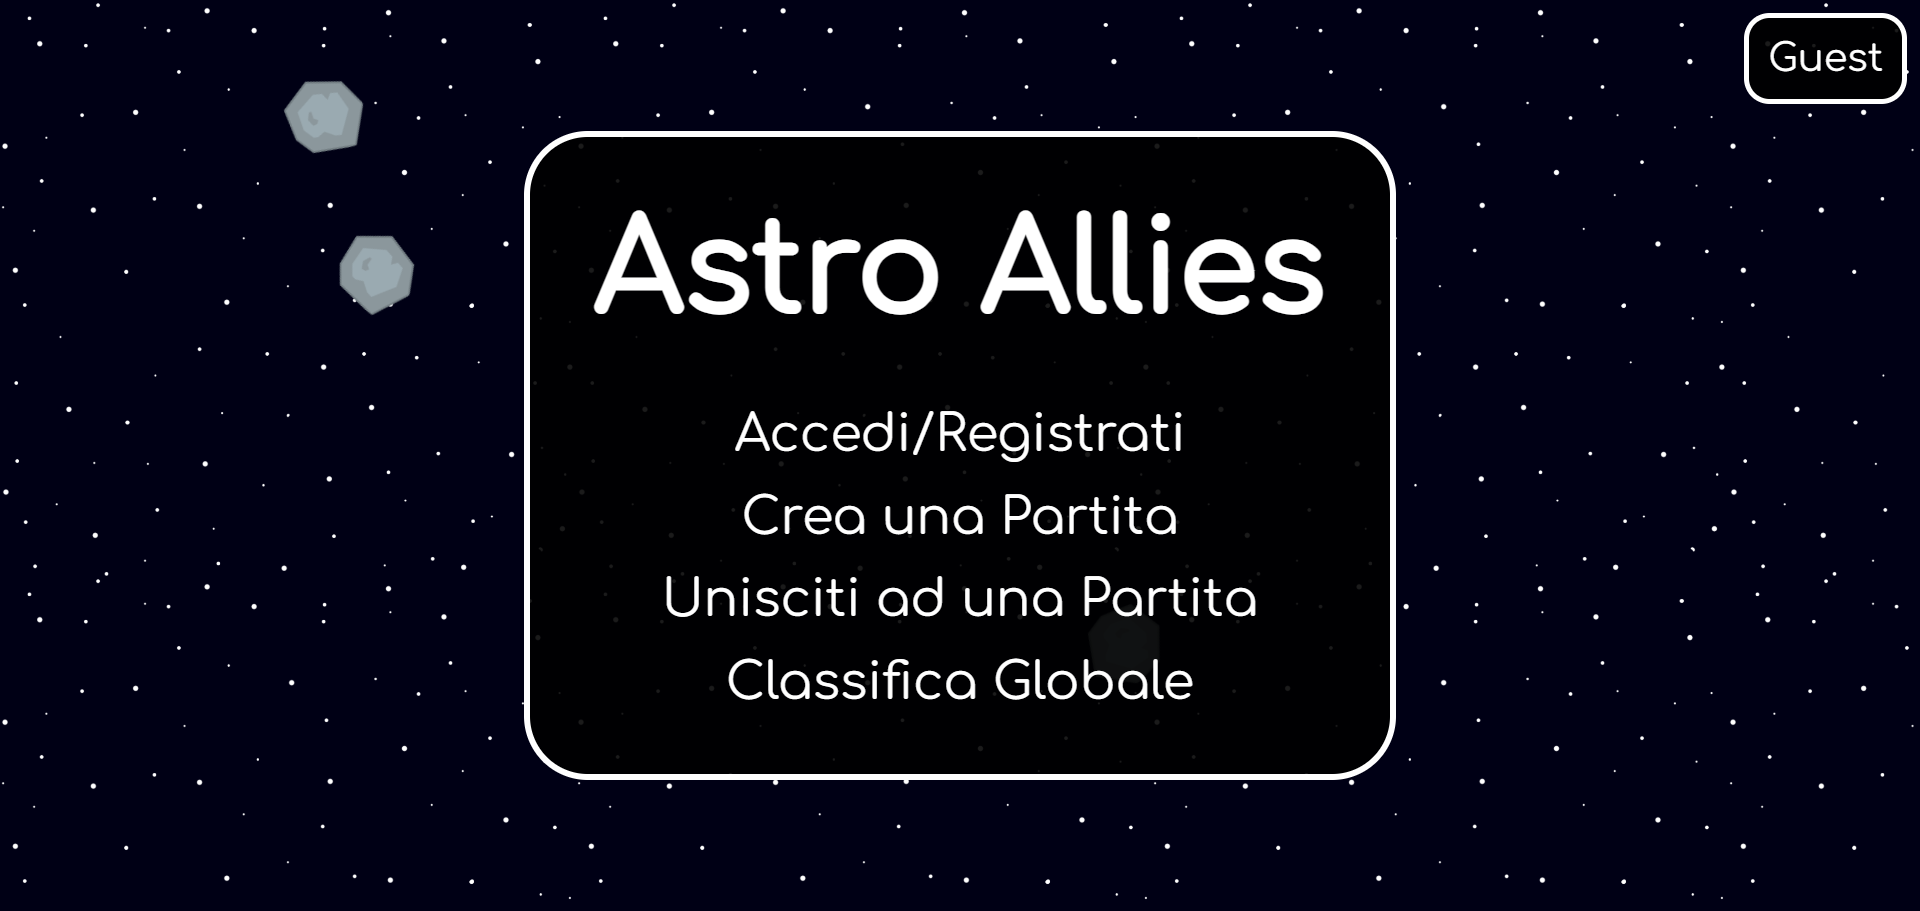 Guest
Astro Allies
Accedi/Registrati
Crea una Partita
Unisciti ad una Partita
Classifica Globale